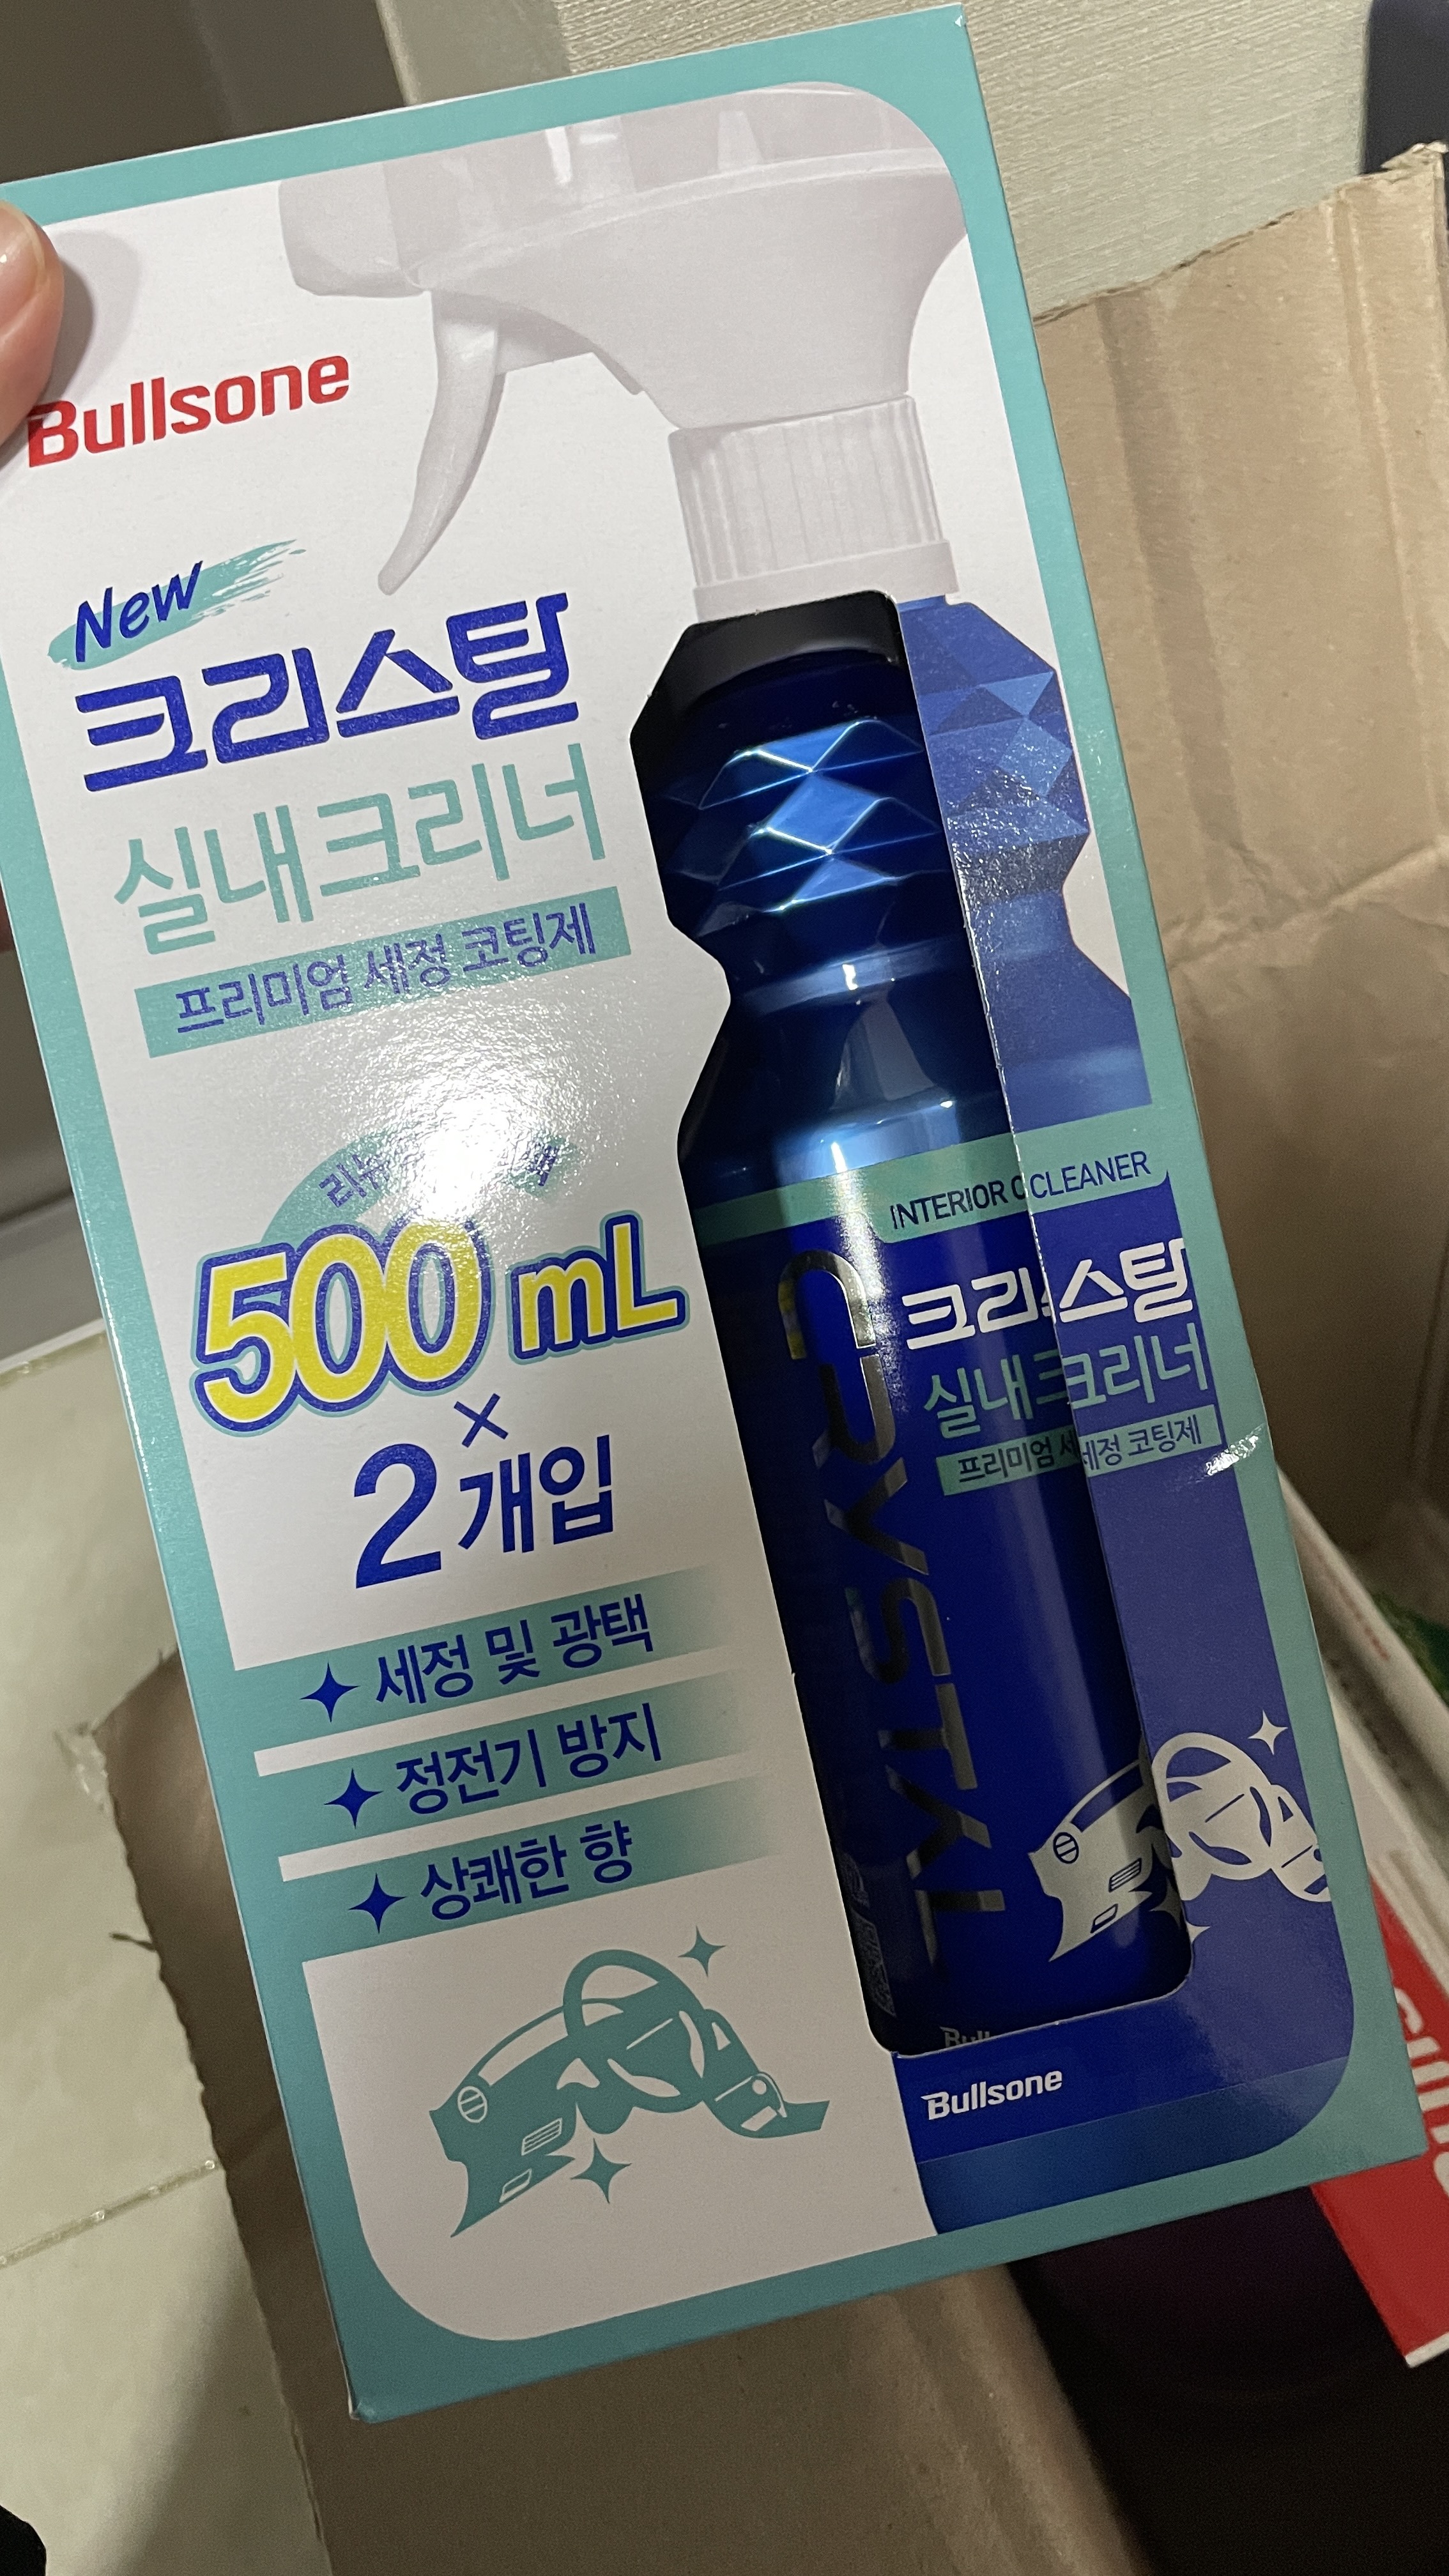 Bullsone
New
크리스탈
실내크리너
프리미엄 세정 코팅제
500 mL
×
2개입
세정 및 광택
정전기 방지
상쾌한 향
INTERIOR CLEANER
CRYSTAL
크리스탈
실내크리너
프리미엄 세정 코팅제
Bullsone